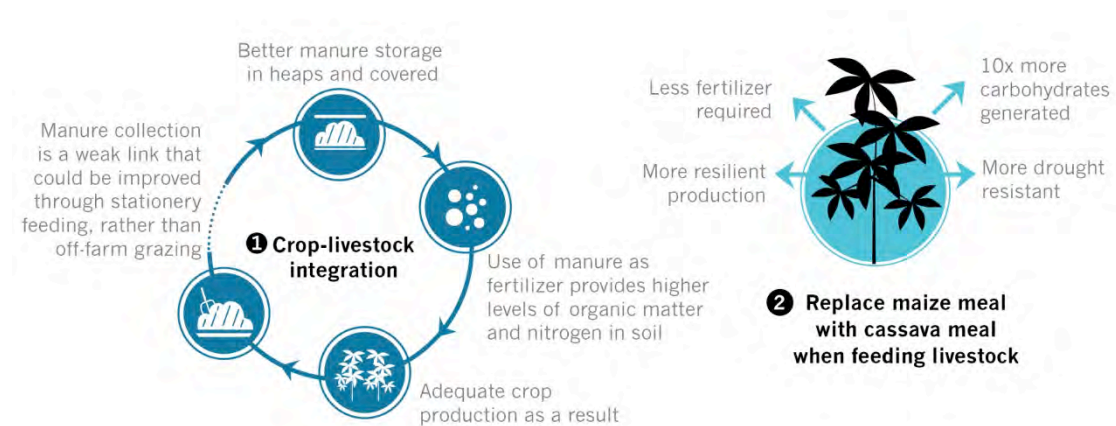 Better manure storage
in heaps and covered
Manure collection
is a weak link that
could be improved
through stationery
feeding, rather than
off-farm grazing
1 Crop-livestock
integration
Use of manure as
fertilizer provides higher
levels of organic matter
and nitrogen in soil
Adequate crop
production as a result
Less fertilizer
required
10x more
carbohydrates
generated
More resilient
production
More drought
resistant
2 Replace maize meal
with cassava meal
when feeding livestock